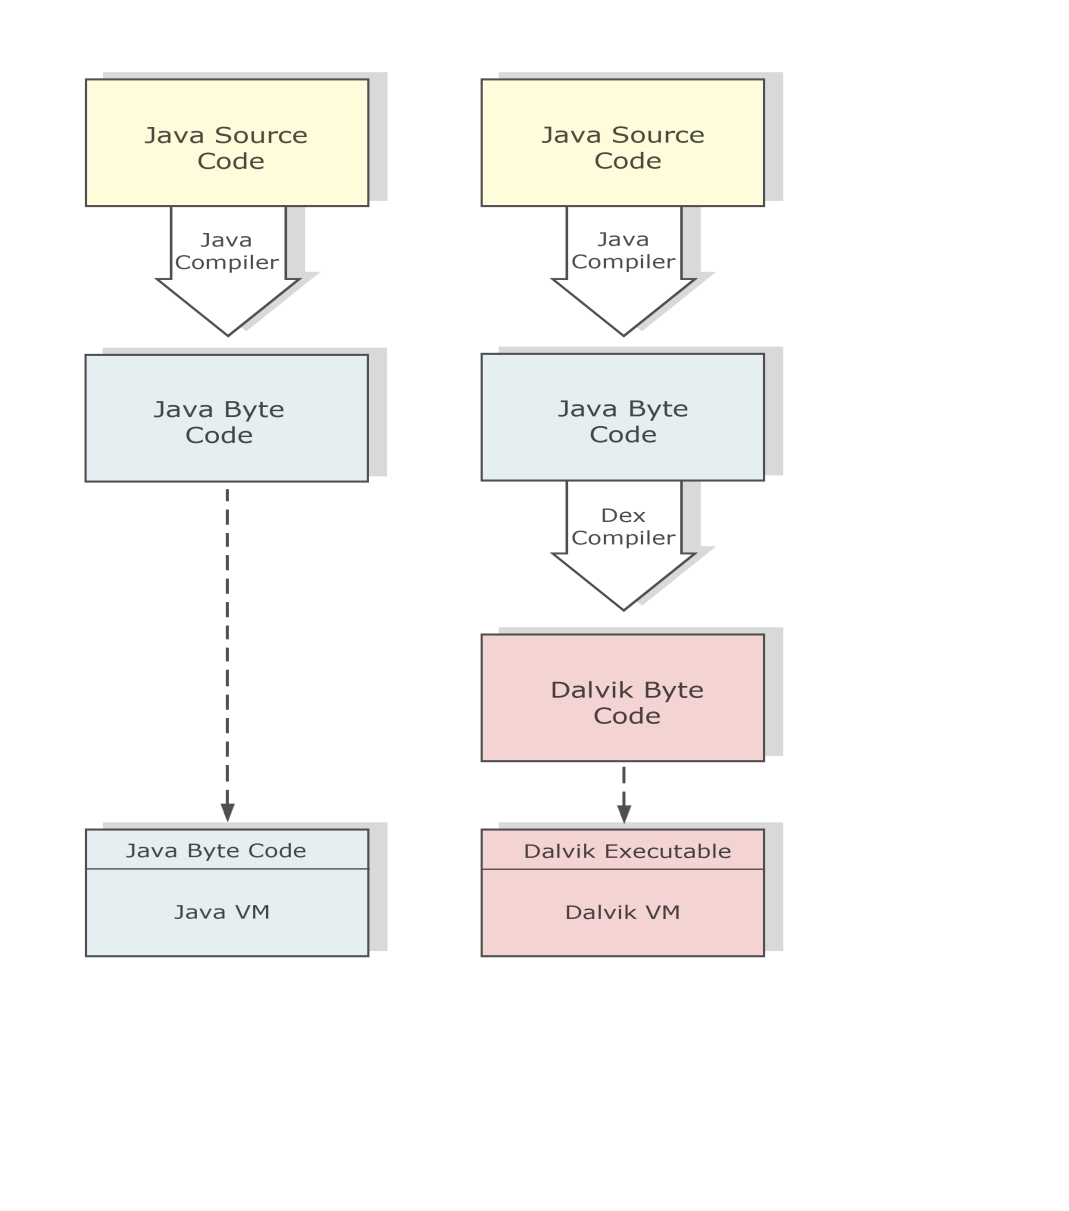 Java Source
Code
Java
Compiler
Java Byte
Code
Java Byte Code
Java VM
Java Source
Code
Java
Compiler
Java Byte
Code
Dex
Compiler
Dalvik Byte
Code
Dalvik Executable
Dalvik VM